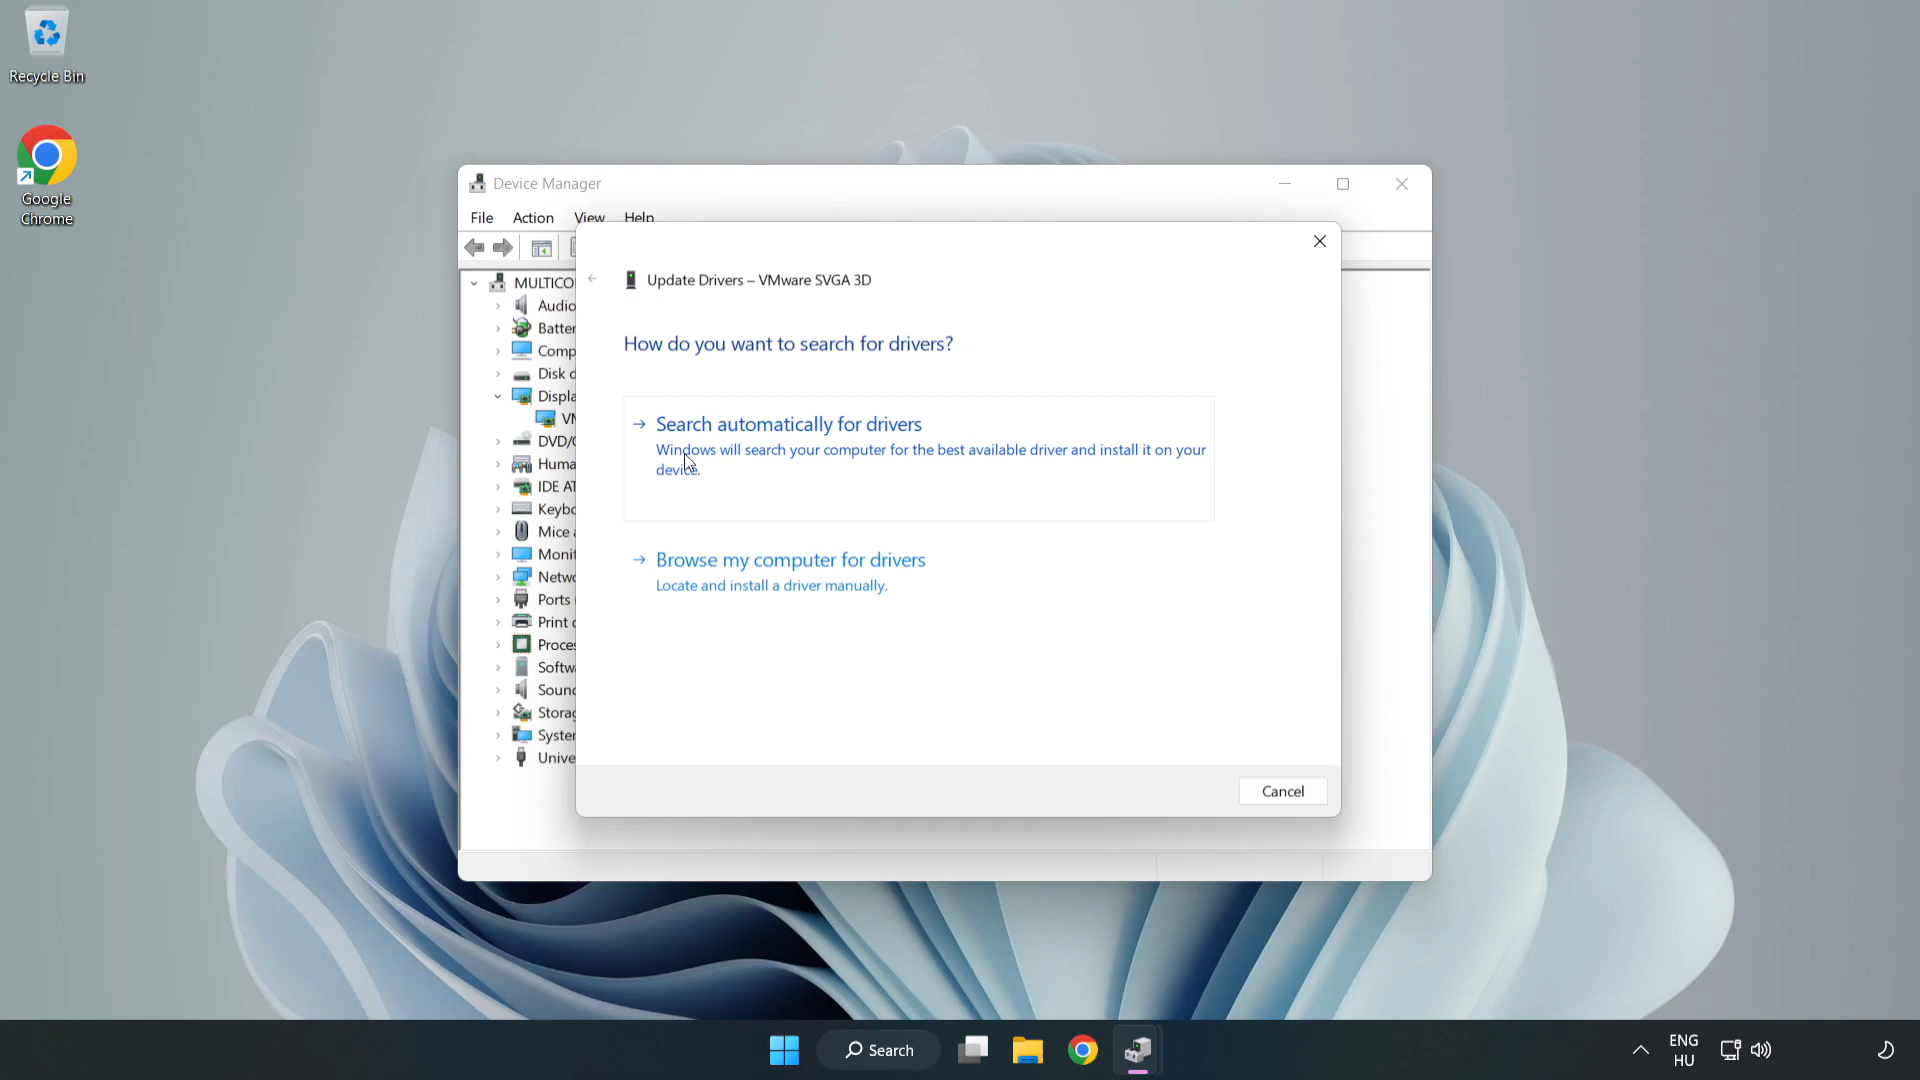 Recycle Bin
Google
Chrome
Device Manager
File Action View Help
MULTICO
Audio
Batter
Comp
Disk d
Displa
VM
DVD/C
Huma
IDE AT
Keybo
Mice a
Monit
Netwo
Ports
Print
Proces
Softwa
Sound
Storag
System
Unive
Update Drivers – VMware SVGA 3D
How do you want to search for drivers?
Search automatically for drivers
Windows will search your computer for the best available driver and install it on your
device.
Browse my computer for drivers
Locate and install a driver manually.
Cancel
Search
ENG
HU